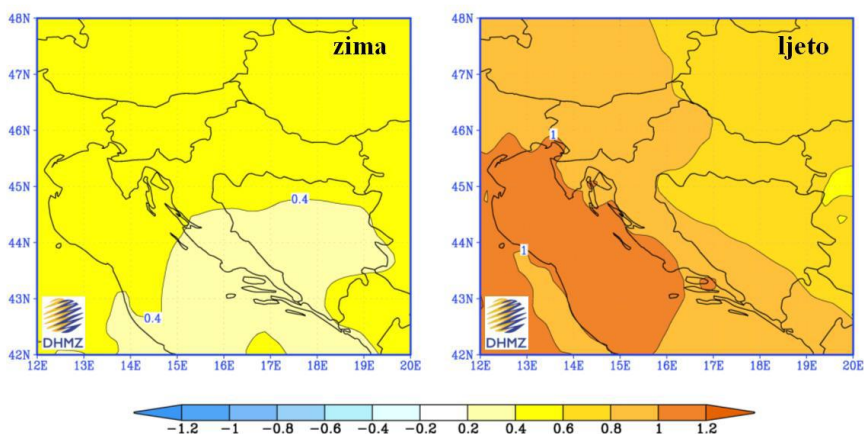 zima
ljeto
48N
47N
46N
45N
44N
43N
42N
12E 13E 14E 15E 16E 17E 18E 19E 20E
0.4
0.4
DHMZ
48N
47N
46N
45N
44N
43N
42N
12E 13E 14E 15E 16E 17E 18E 19E 20E
1
1
1
DHMZ
-1.2 -1 -0.8 -0.6 -0.4 -0.2 0.2 0.4 0.6 0.8 1 1.2